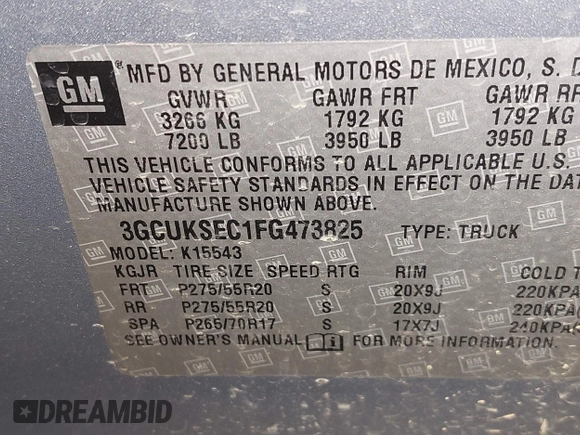 GM ® MFD BY GENERAL MOTORS DE MEXICO, S. D
GVWR GAWR FRT GAWR RR
3266 KG 1792 KG 1792 KG
7200 LB 3950 LB 3950 LB
THIS VEHICLE CONFORMS TO ALL APPLICABLE U.S.
VEHICLE SAFETY STANDARDS IN EFFECT ON THE DAT
MANUFACTURE SHOWN ABOVE.
3GCUKSEC1FG473825 TYPE: TRUCK
MODEL: K15543
KGJR TIRE SIZE SPEED RTG RIM COLD T
FRT P275/55R20 S 20X9J 220KPA
RR P275/55R20 S 20X9J 220KPA(
SPA P265/70R17 S 17X7J 240KPA
SEE OWNER'S MANUAL FOR MORE INFORMATION.
DREAMBID